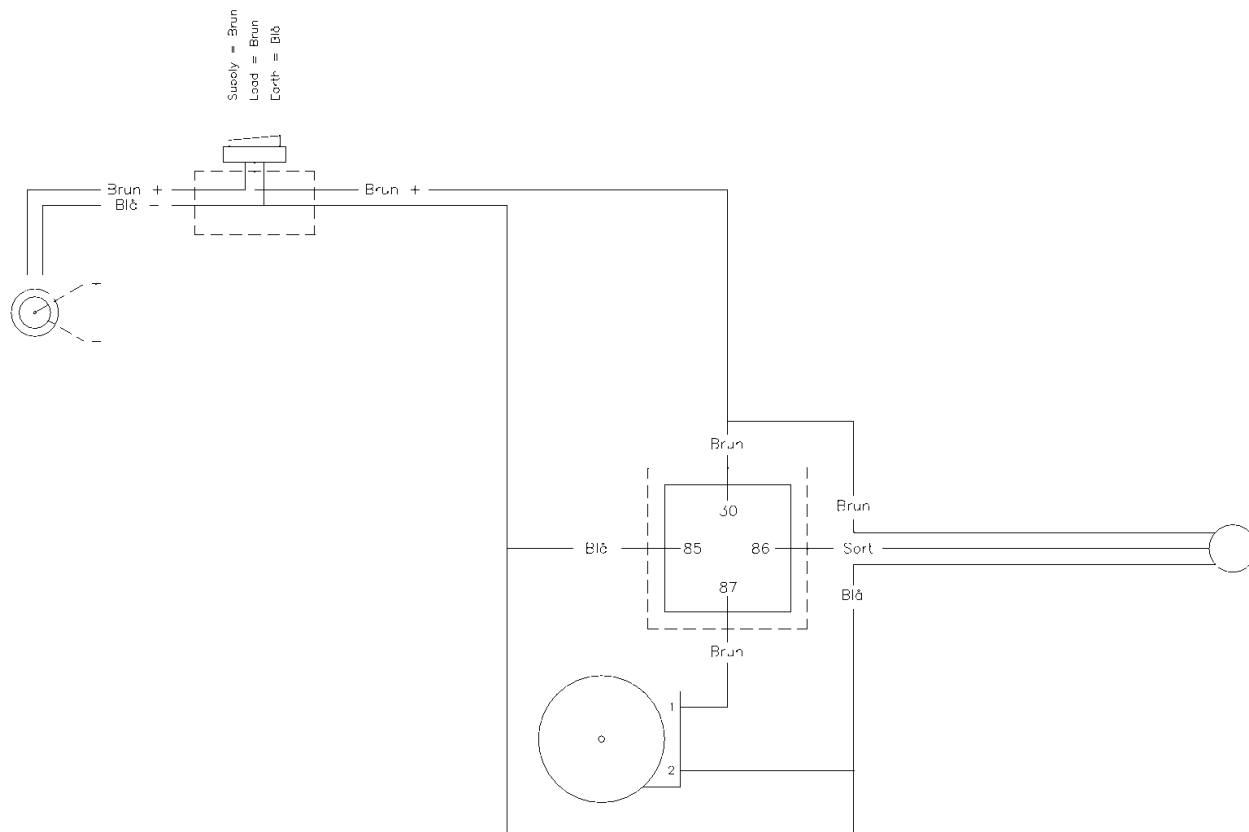 Supply = Brun
Load = Brun
Earth = Blå
Brun +
Brun +
Blå -
Brun
Brun
30
Blå
85
86
Sort
87
Blå
Brun
1
2